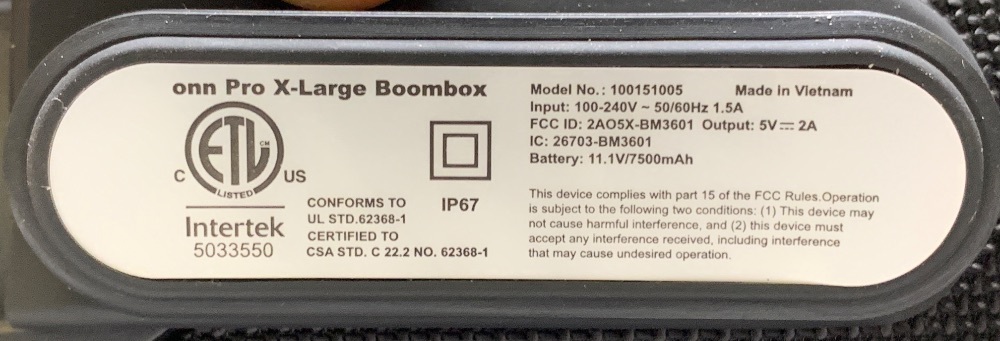 onn Pro X-Large Boombox
ETL CM
C US
LISTED
Intertek
5033550
CONFORMS TO
UL STD.62368-1
CERTIFIED TO
CSA STD. C 22.2 NO. 62368-1
IP67
Model No.: 100151005 Made in Vietnam
Input: 100-240V ~ 50/60Hz 1.5A
FCC ID: 2AO5X-BM3601 Output: 5V⎓ 2A
IC: 26703-BM3601
Battery: 11.1V/7500mAh
This device complies with part 15 of the FCC Rules.Operation
is subject to the following two conditions: (1) This device may
not cause harmful interference, and (2) this device must
accept any interference received, including interference
that may cause undesired operation.